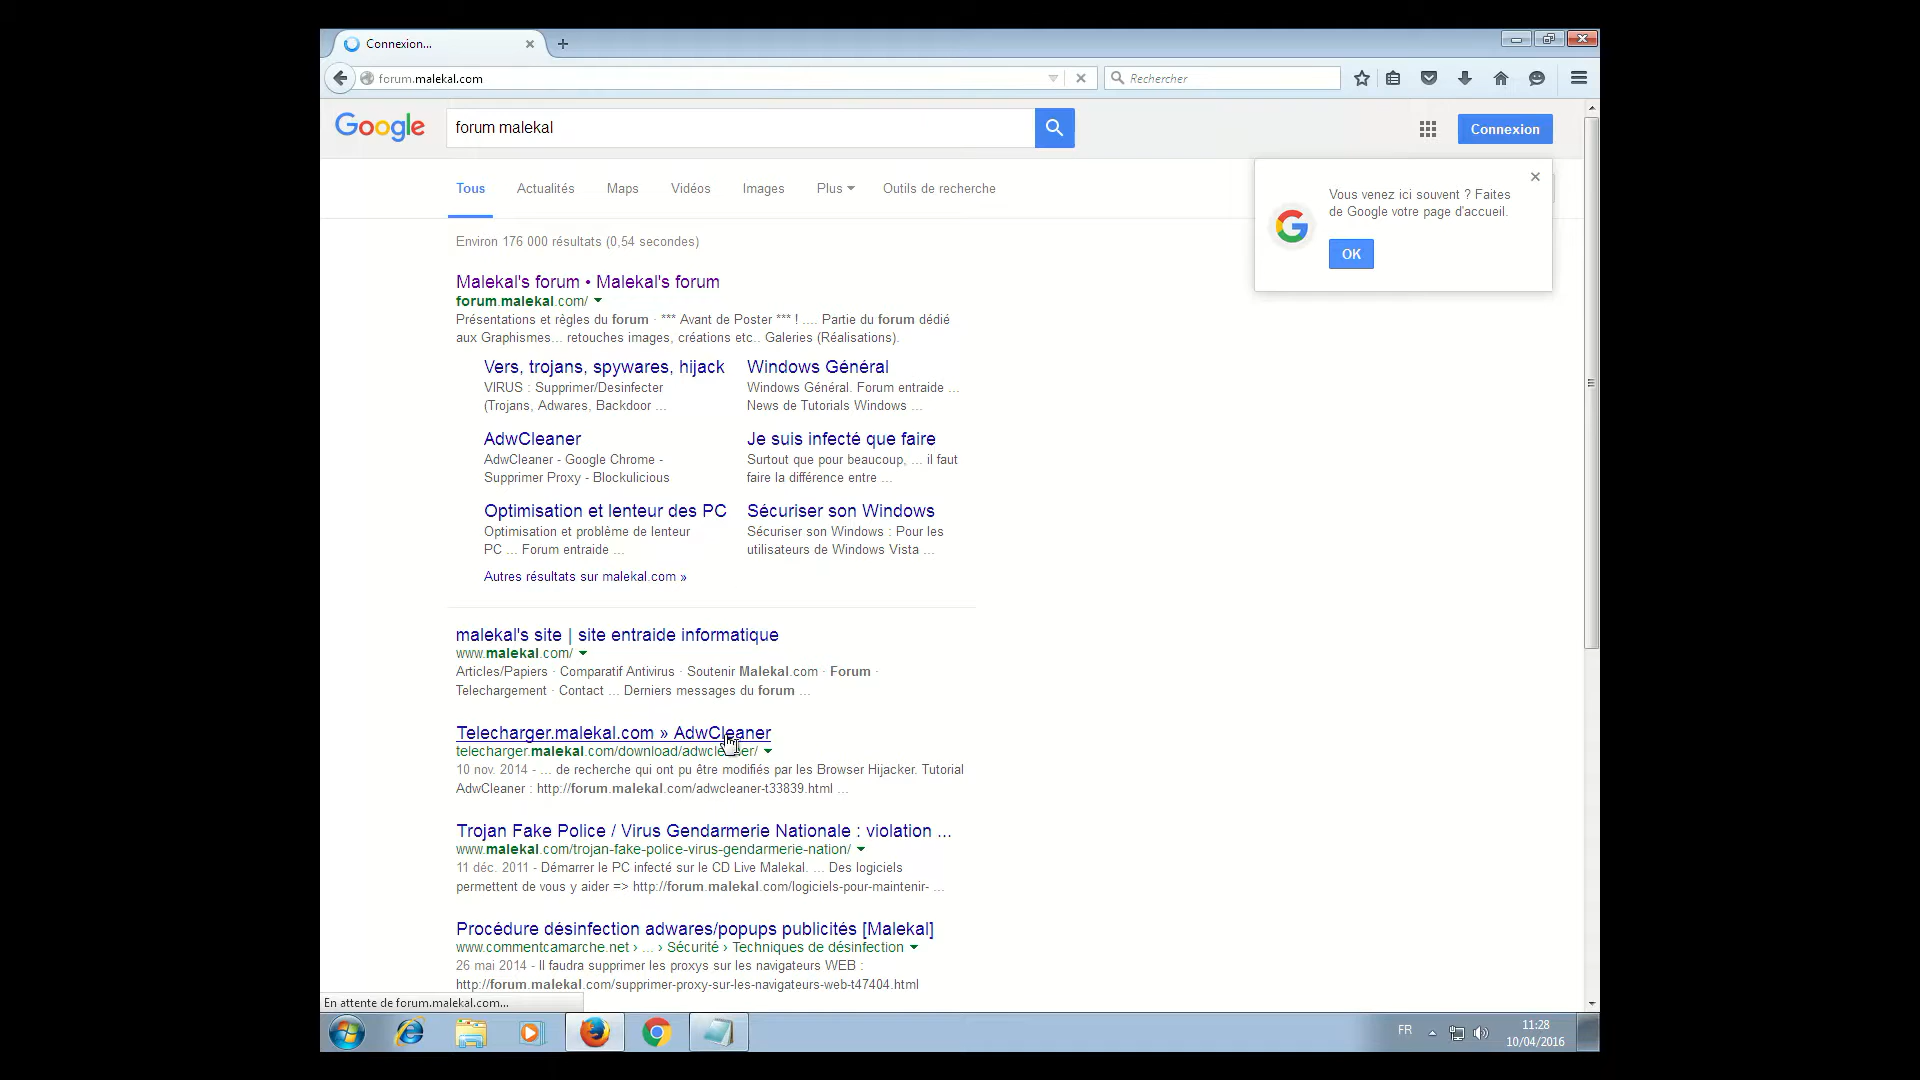 Connexion...
forum.malekal.com
Rechercher
Google
forum malekal
Connexion
Tous
Actualités
Maps
Vidéos
Images
Plus
Outils de recherche
Vous venez ici souvent ? Faites
de Google votre page d'accueil.
OK
Environ 176 000 résultats (0,54 secondes)
Malekal's forum • Malekal's forum
forum.malekal.com/
Présentations et règles du forum · *** Avant de Poster *** ! .... Partie du forum dédié
aux Graphismes... retouches images, créations etc.. Galeries (Réalisations).
Vers, trojans, spywares, hijack
VIRUS : Supprimer/Desinfecter
(Trojans, Adwares, Backdoor ...
Windows Général
Windows Général. Forum entraide ...
News de Tutorials Windows ...
AdwCleaner
AdwCleaner - Google Chrome -
Supprimer Proxy - Blockulicious
Je suis infecté que faire
Surtout que pour beaucoup, ... il faut
faire la différence entre ...
Optimisation et lenteur des PC
Optimisation et problème de lenteur
PC ... Forum entraide ...
Sécuriser son Windows
Sécuriser son Windows : Pour les
utilisateurs de Windows Vista ...
Autres résultats sur malekal.com »
malekal's site | site entraide informatique
www.malekal.com/
Articles/Papiers · Comparatif Antivirus · Soutenir Malekal.com · Forum ·
Telechargement · Contact ... Derniers messages du forum ...
Telecharger.malekal.com » AdwCleaner
telecharger.malekal.com/download/adwcleaner/
10 nov. 2014 - ... de recherche qui ont pu être modifiés par les Browser Hijacker. Tutorial
AdwCleaner : http://forum.malekal.com/adwcleaner-t33839.html ...
Trojan Fake Police / Virus Gendarmerie Nationale : violation ...
www.malekal.com/trojan-fake-police-virus-gendarmerie-nation/
11 déc. 2011 - Démarrer le PC infecté sur le CD Live Malekal. ... Des logiciels
permettent de vous y aider => http://forum.malekal.com/logiciels-pour-maintenir- ...
Procédure désinfection adwares/popups publicités [Malekal]
www.commentcamarche.net › ... › Sécurité › Techniques de désinfection
26 mai 2014 - Il faudra supprimer les proxys sur les navigateurs WEB :
http://forum.malekal.com/supprimer-proxy-sur-les-navigateurs-web-t47404.html
En attente de forum.malekal.com...
FR
11:28
10/04/2016